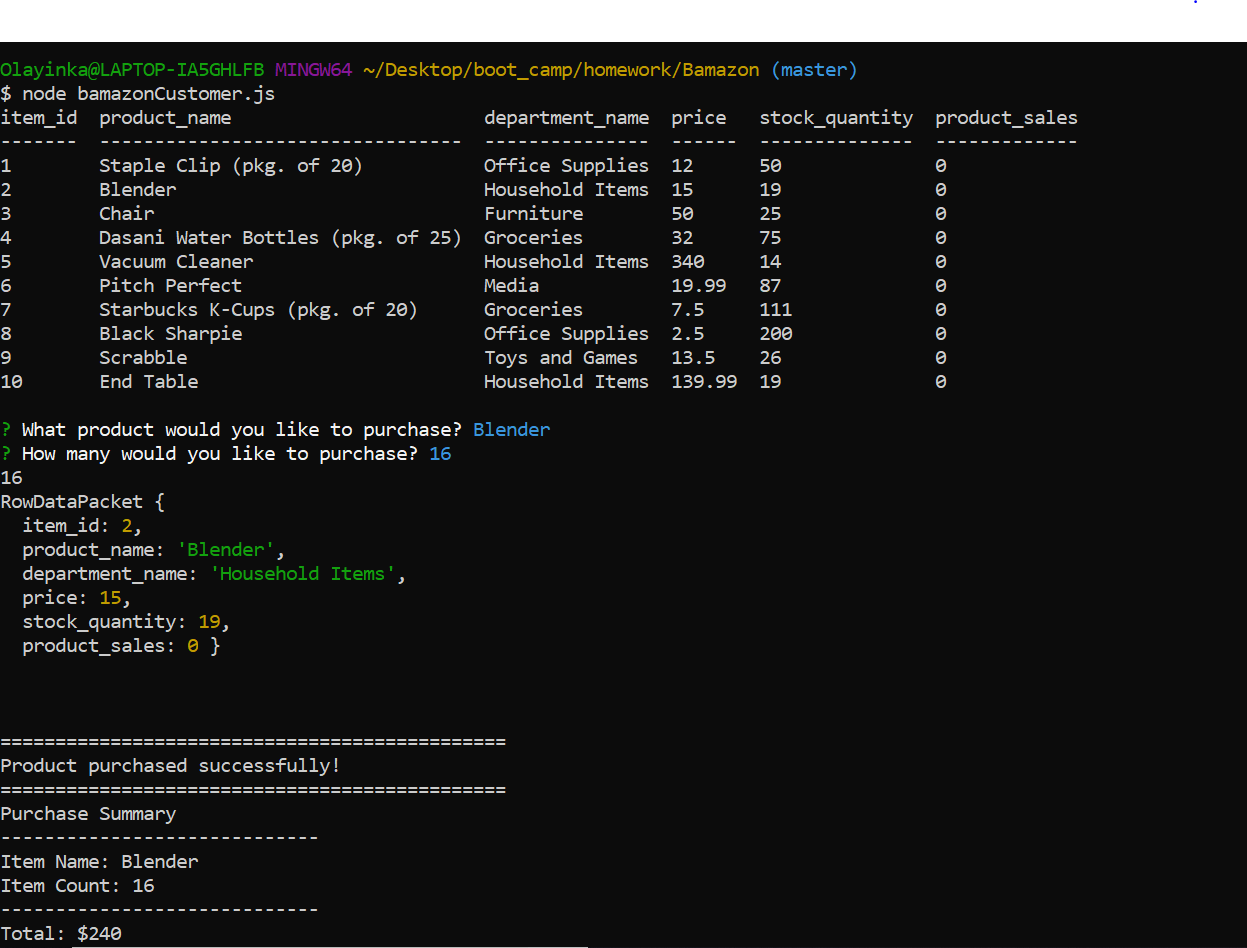 Olayinka@LAPTOP-IA5GHLFB MINGW64 ~/Desktop/boot_camp/homework/Bamazon (master)
$ node bamazonCustomer.js
item_id  product_name                       department_name  price   stock_quantity  product_sales
-------  ---------------------------------  ---------------  ------  --------------  -------------
1        Staple Clip (pkg. of 20)           Office Supplies  12      50              0
2        Blender                            Household Items  15      19              0
3        Chair                              Furniture        50      25              0
4        Dasani Water Bottles (pkg. of 25)  Groceries        32      75              0
5        Vacuum Cleaner                     Household Items  340     14              0
6        Pitch Perfect                      Media            19.99   87              0
7        Starbucks K-Cups (pkg. of 20)      Groceries        7.5     111             0
8        Black Sharpie                      Office Supplies  2.5     200             0
9        Scrabble                           Toys and Games   13.5    26              0
10       End Table                          Household Items  139.99  19              0
? What product would you like to purchase? Blender
? How many would you like to purchase? 16
16
RowDataPacket {
  item_id: 2,
  product_name: 'Blender',
  department_name: 'Household Items',
  price: 15,
  stock_quantity: 19,
  product_sales: 0 }
==============================================
Product purchased successfully!
==============================================
Purchase Summary
-----------------------------
Item Name: Blender
Item Count: 16
-----------------------------
Total: $240